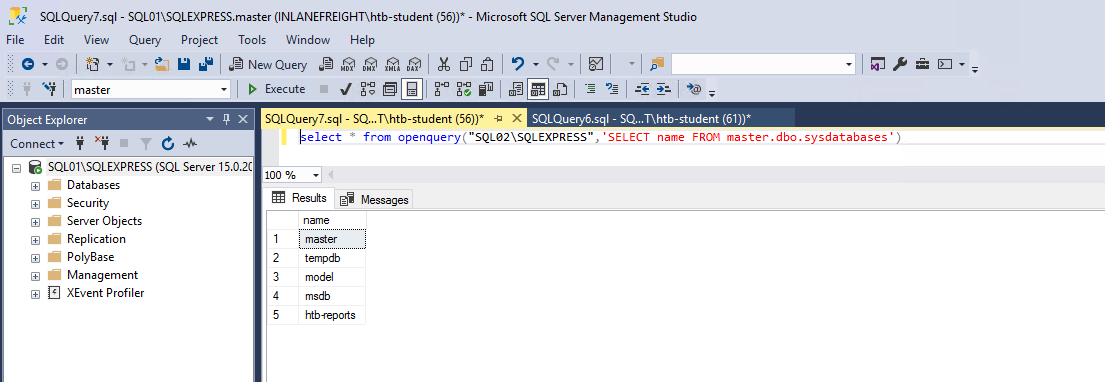 SQLQuery7.sql - SQL01\SQLEXPRESS.master (INLANEFREIGHT\htb-student (56))* - Microsoft SQL Server Management Studio
File Edit View Query Project Tools Window Help
New Query MDX DMX XMLA DAX
master Execute
Object Explorer
Connect
SQL01\SQLEXPRESS (SQL Server 15.0.20
Databases
Security
Server Objects
Replication
PolyBase
Management
XEvent Profiler
SQLQuery7.sql - SQ...T\htb-student (56))* SQLQuery6.sql - SQ...T\htb-student (61))*
select * from openquery("SQL02\SQLEXPRESS",'SELECT name FROM master.dbo.sysdatabases')
100 %
Results Messages
name
1 master
2 tempdb
3 model
4 msdb
5 htb-reports